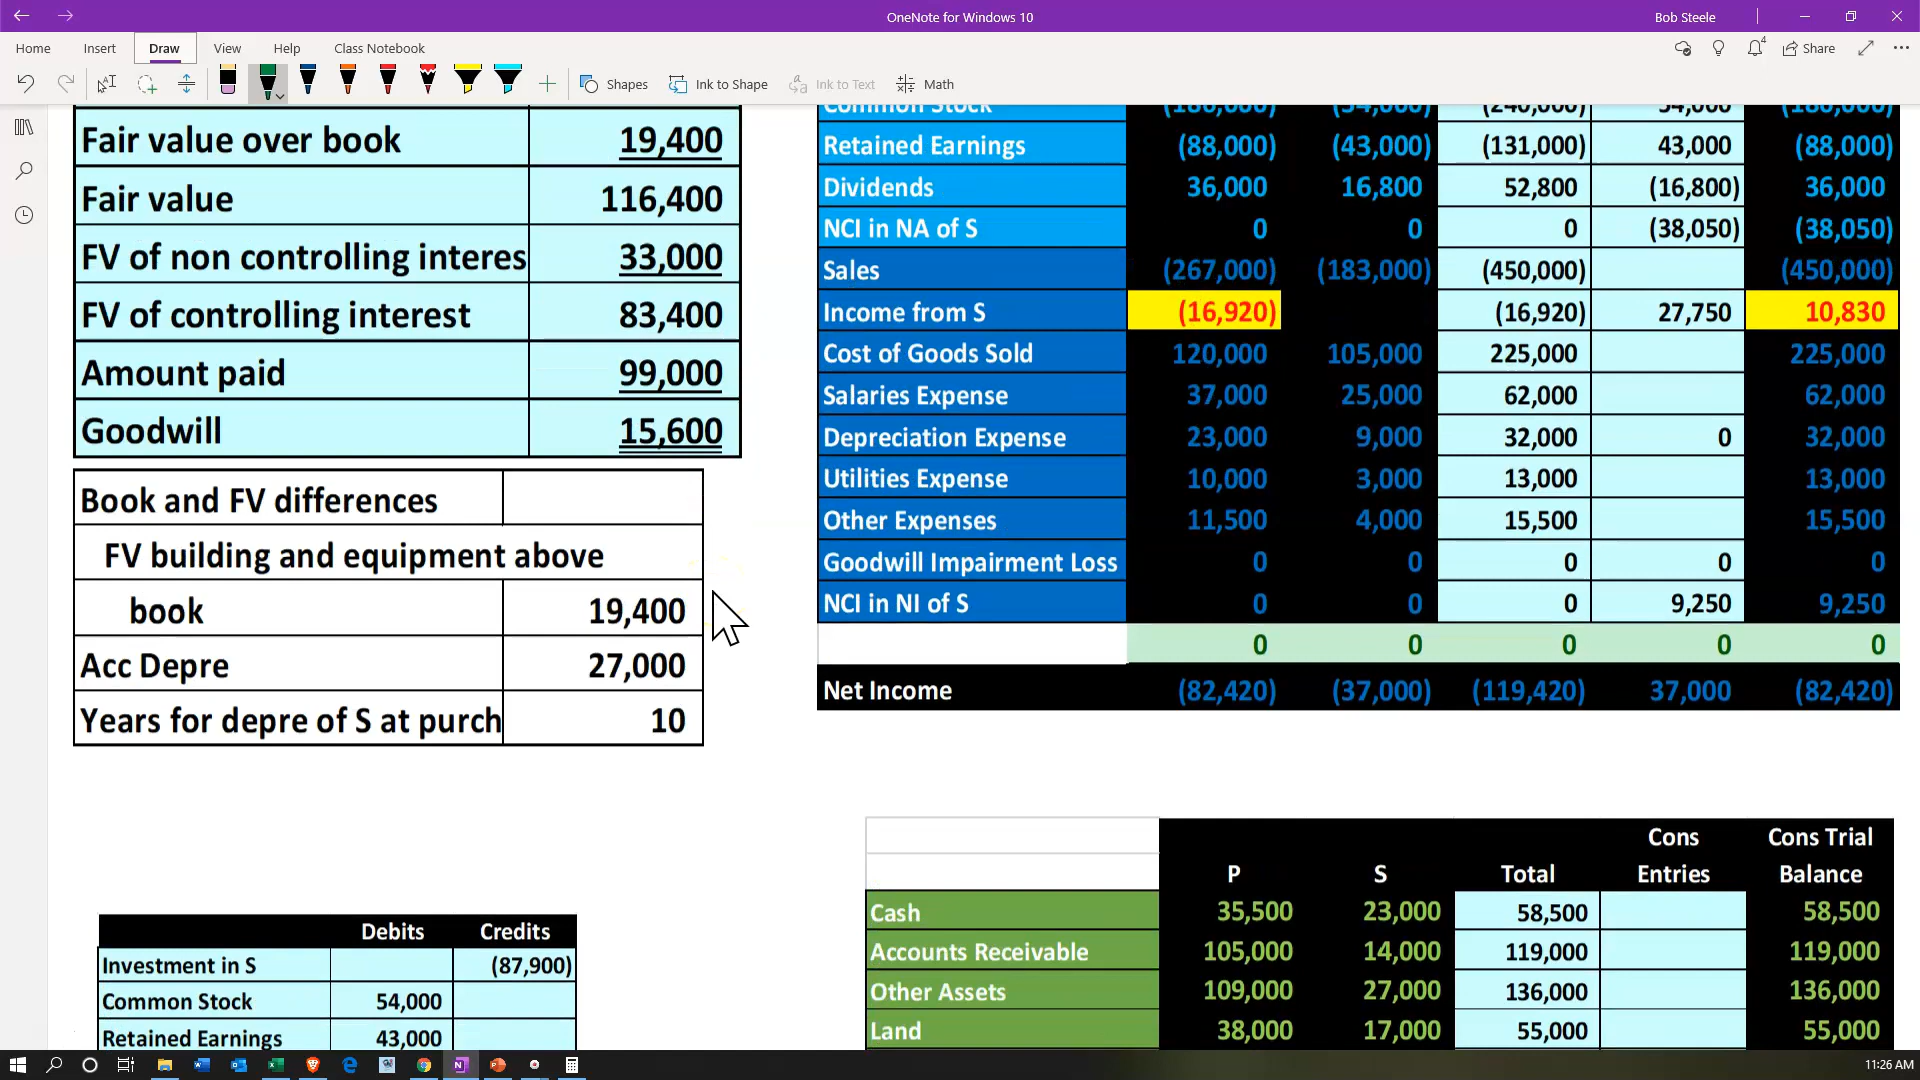 OneNote for Windows 10
Bob Steele
Home Insert Draw View Help Class Notebook
4 Share
Shapes Ink to Shape Ink to Text Math
Fair value over book 19,400
Fair value 116,400
FV of non controlling interes 33,000
FV of controlling interest 83,400
Amount paid 99,000
Goodwill 15,600
Book and FV differences
FV building and equipment above
book 19,400
Acc Depre 27,000
Years for depre of S at purch 10
Debits Credits
Investment in S (87,900)
Common Stock 54,000
Retained Earnings 43,000
Common Stock
Retained Earnings (88,000) (43,000) (131,000) 43,000 (88,000)
Dividends 36,000 16,800 52,800 (16,800) 36,000
NCI in NA of S 0 0 0 (38,050) (38,050)
Sales (267,000) (183,000) (450,000) (450,000)
Income from S (16,920) (16,920) 27,750 10,830
Cost of Goods Sold 120,000 105,000 225,000 225,000
Salaries Expense 37,000 25,000 62,000 62,000
Depreciation Expense 23,000 9,000 32,000 0 32,000
Utilities Expense 10,000 3,000 13,000 13,000
Other Expenses 11,500 4,000 15,500 15,500
Goodwill Impairment Loss 0 0 0 0 0
NCI in NI of S 0 0 0 9,250 9,250
0 0 0 0 0
Net Income (82,420) (37,000) (119,420) 37,000 (82,420)
Cons Cons Trial
P S Total Entries Balance
Cash 35,500 23,000 58,500 58,500
Accounts Receivable 105,000 14,000 119,000 119,000
Other Assets 109,000 27,000 136,000 136,000
Land 38,000 17,000 55,000 55,000
11:26 AM